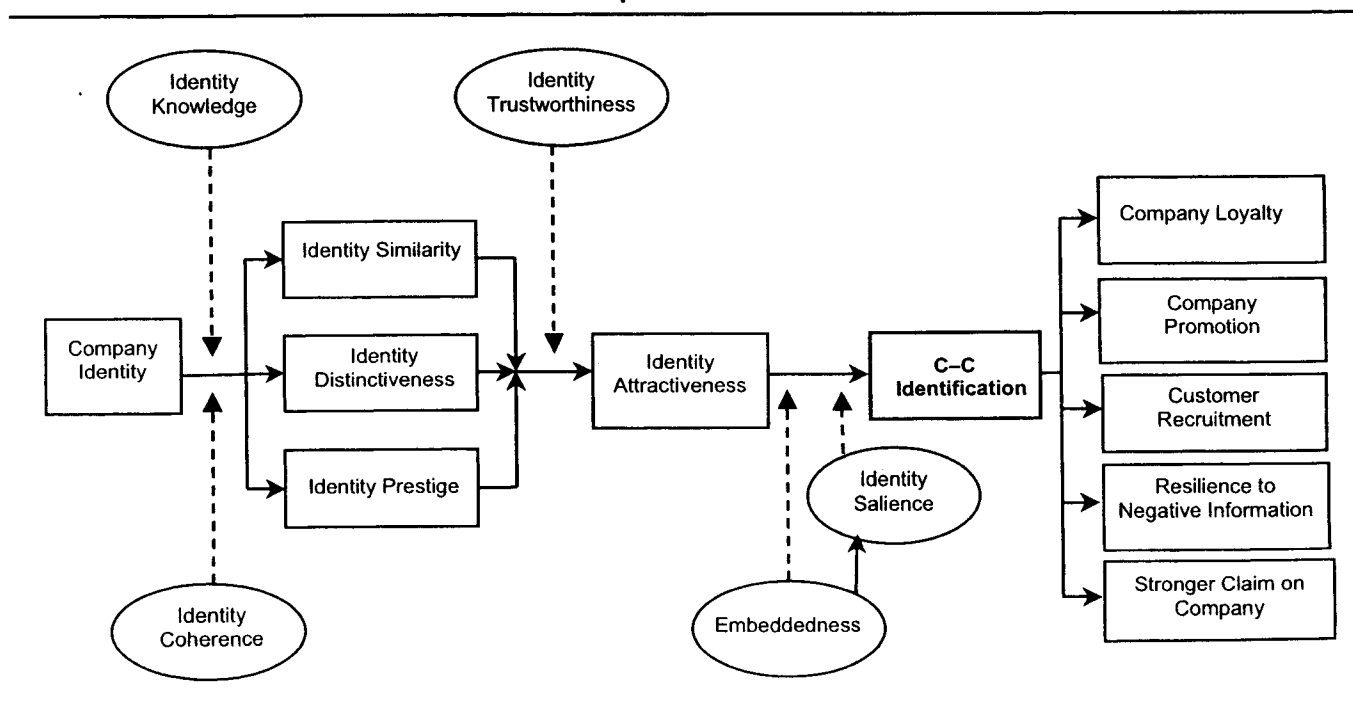 Identity
Knowledge
Identity
Trustworthiness
Company Loyalty
Identity Similarity
Company
Promotion
Company
Identity
Identity
Distinctiveness
Identity
Attractiveness
C–C
Identification
Customer
Recruitment
Identity Prestige
Identity
Salience
Resilience to
Negative Information
Identity
Coherence
Embeddedness
Stronger Claim on
Company